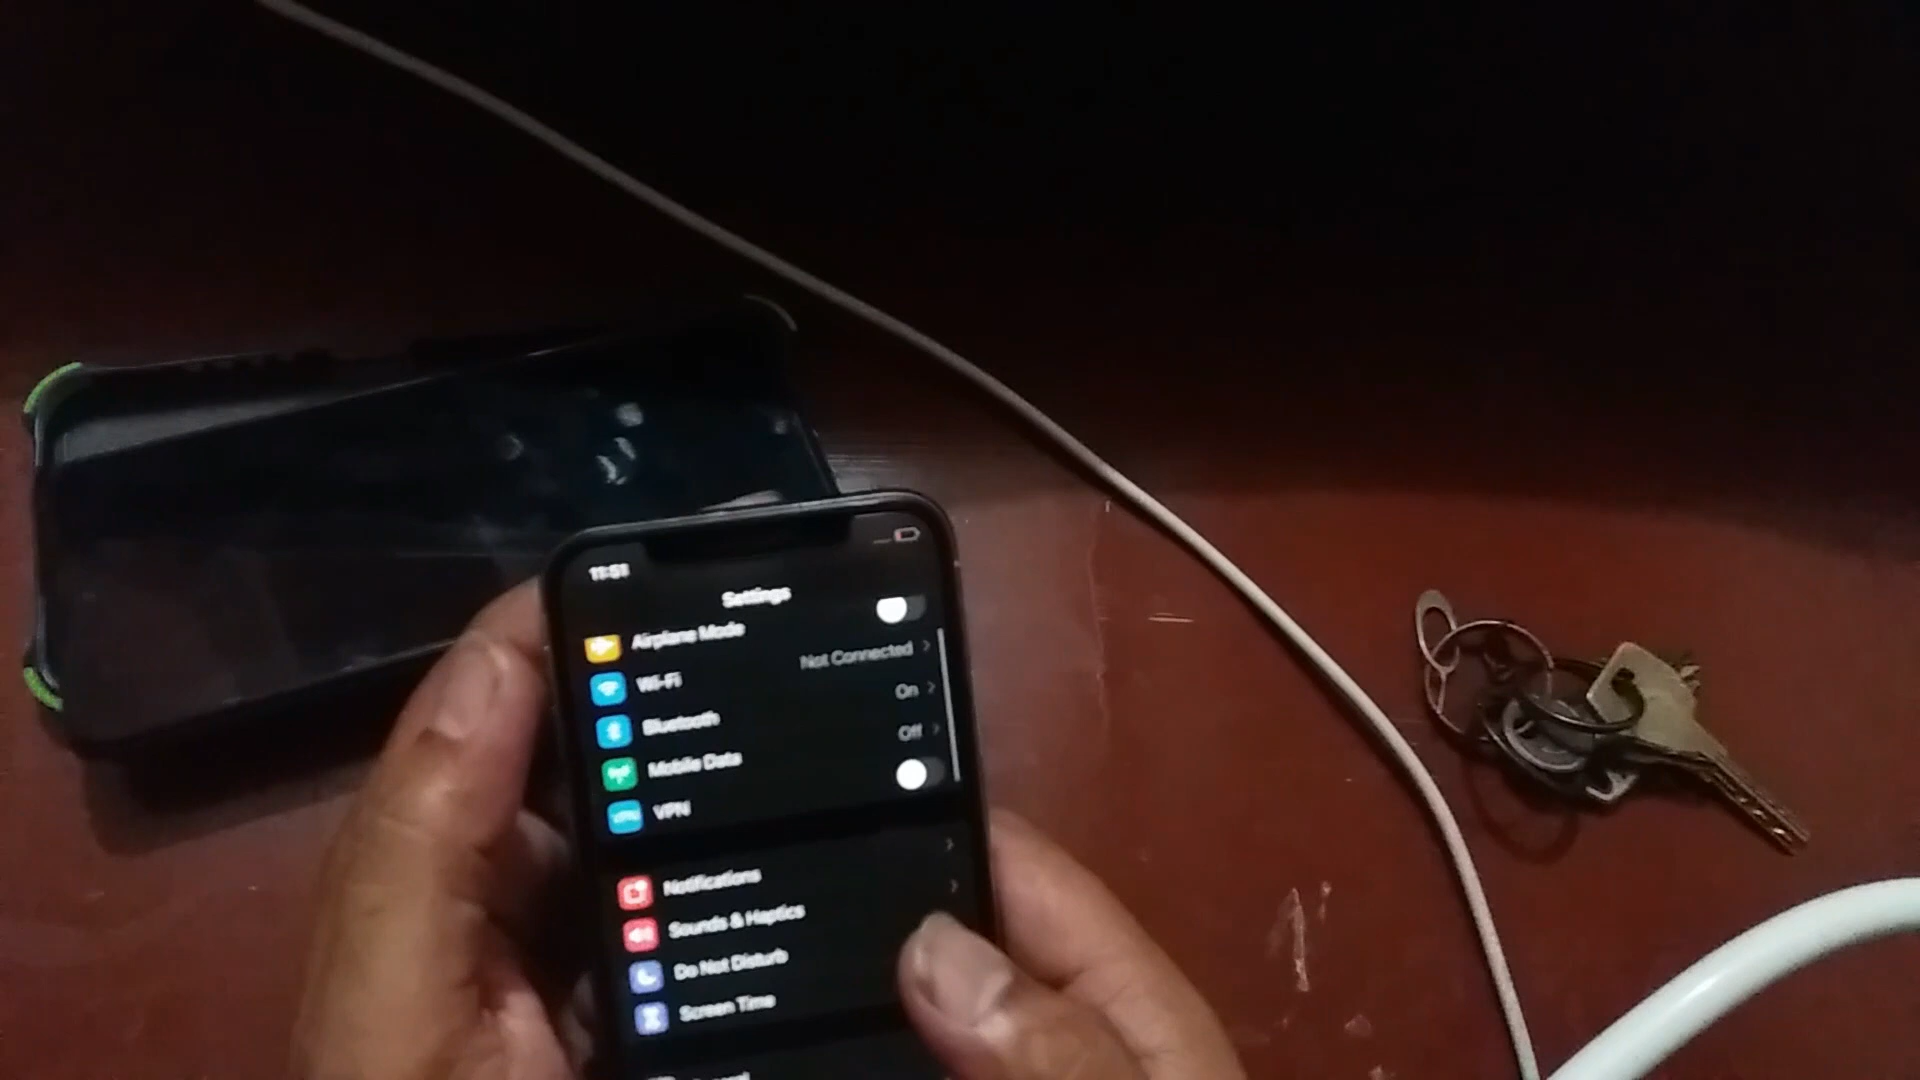 11:51
Settings
Airplane Mode
Wi-Fi Not Connected
Bluetooth On
Mobile Data Off
VPN
Notifications
Sounds & Haptics
Do Not Disturb
Screen Time